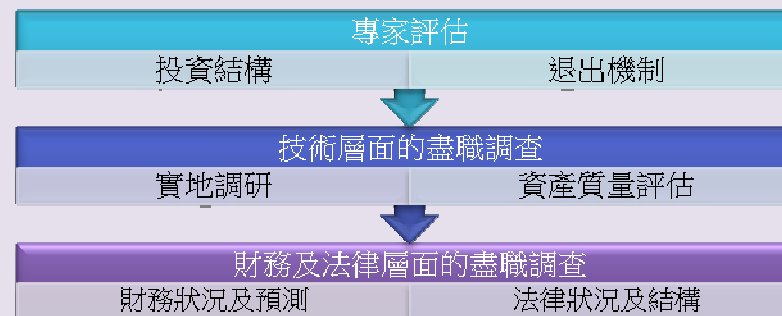 專家評估
投資結構 退出機制
技術層面的盡職調查
實地調研 資產質量評估
財務及法律層面的盡職調查
財務狀況及預測 法律狀況及結構